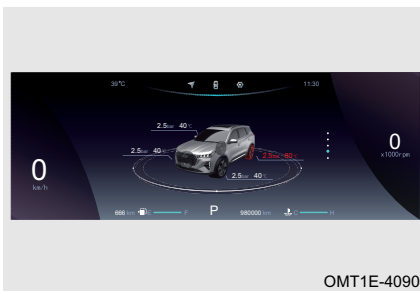 39℃ 11:30
2.5bar 40℃
0
km/h
2.5bar 40℃
2.5bar 80℃
0
x1000rpm
2.5bar 40℃
666 km E F P 980000 km C H
OMT1E-4090